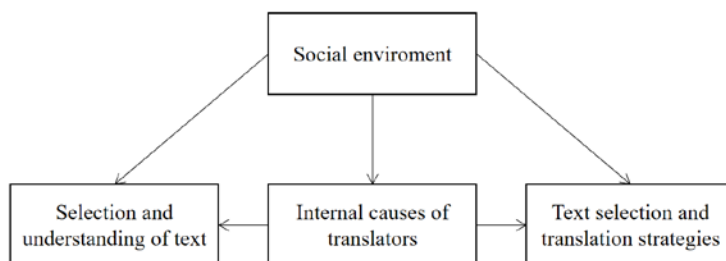 Social enviroment
Selection and
understanding of text
Internal causes of
translators
Text selection and
translation strategies